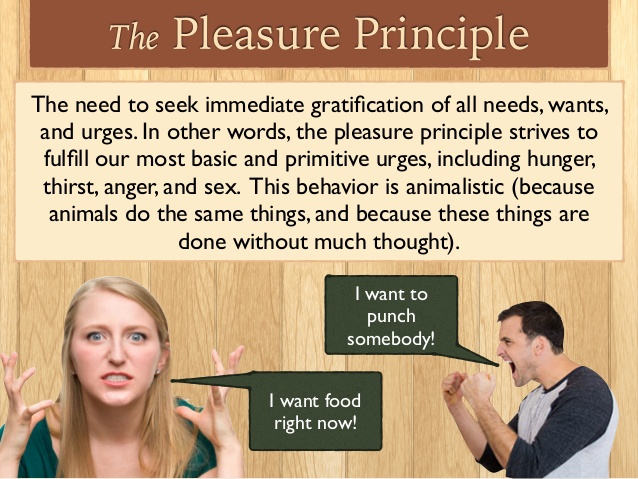 The Pleasure Principle
The need to seek immediate gratification of all needs, wants,
and urges. In other words, the pleasure principle strives to
fulfill our most basic and primitive urges, including hunger,
thirst, anger, and sex. This behavior is animalistic (because
animals do the same things, and because these things are
done without much thought).
I want to
punch
somebody!
I want food
right now!